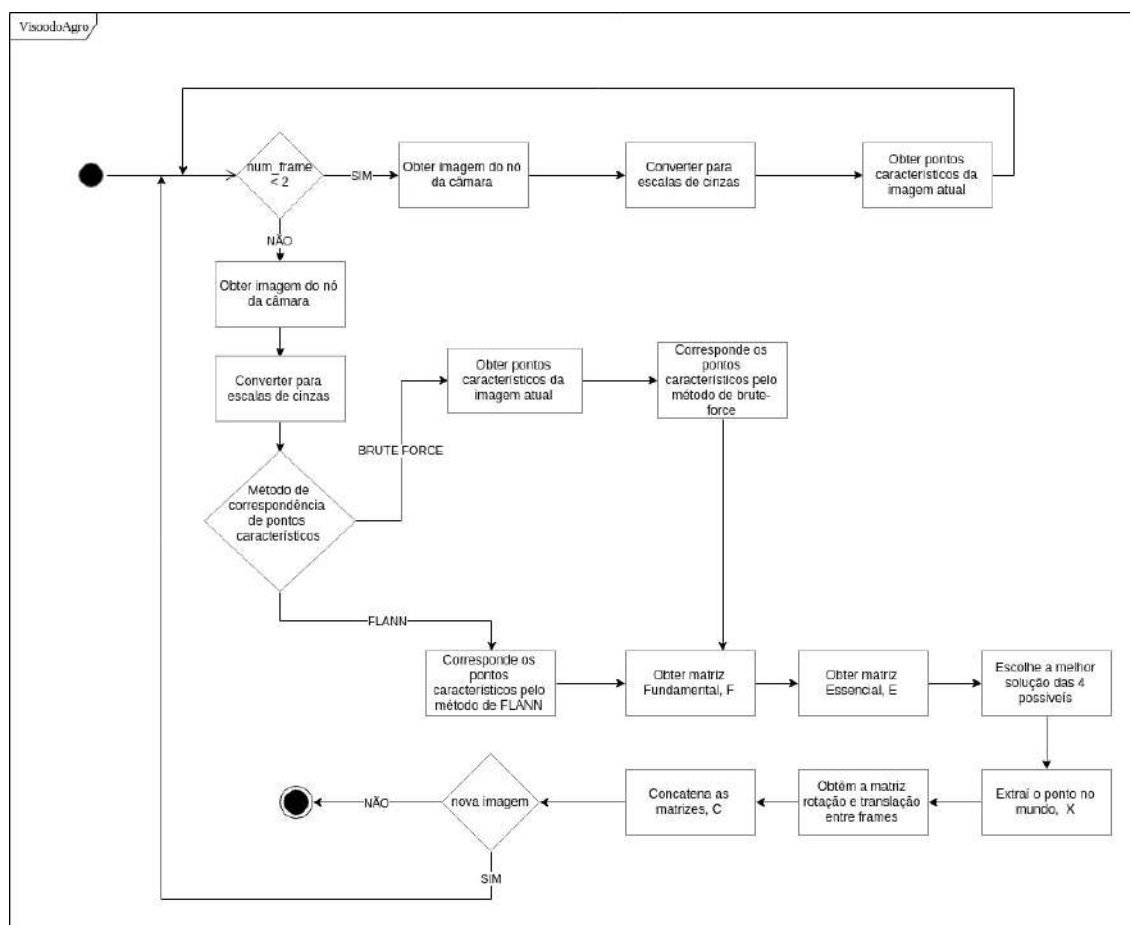 VisoodoAgro
num_frame
< 2
SIM
Obter imagem do nó
da câmara
Converter para
escalas de cinzas
Obter pontos
característicos da
imagem atual
NÃO
Obter imagem do nó
da câmara
Converter para
escalas de cinzas
Obter pontos
característicos da
imagem atual
Corresponde os
pontos
característicos pelo
método de brute-
force
BRUTE FORCE
Método de
correspondência
de pontos
característicos
FLANN
Corresponde os
pontos
característicos pelo
método de FLANN
Obter matriz
Fundamental, F
Obter matriz
Essencial, E
Escolhe a melhor
solução das 4
possiveís
Extraí o ponto no
mundo, X
Obtêm a matriz
rotação e translação
entre frames
Concatena as
matrizes, C
nova imagem
NÃO
SIM